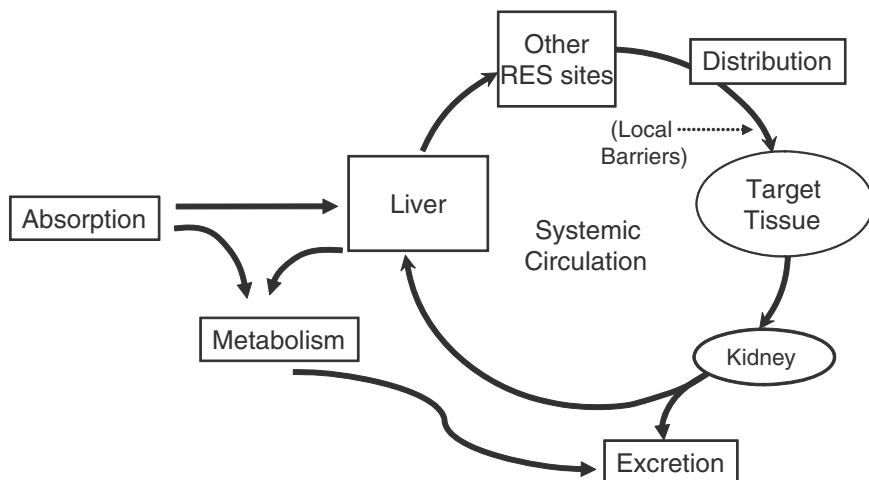 Other
RES sites
Distribution
(Local
Barriers)
Target
Tissue
Liver
Absorption
Systemic
Circulation
Metabolism
Kidney
Excretion